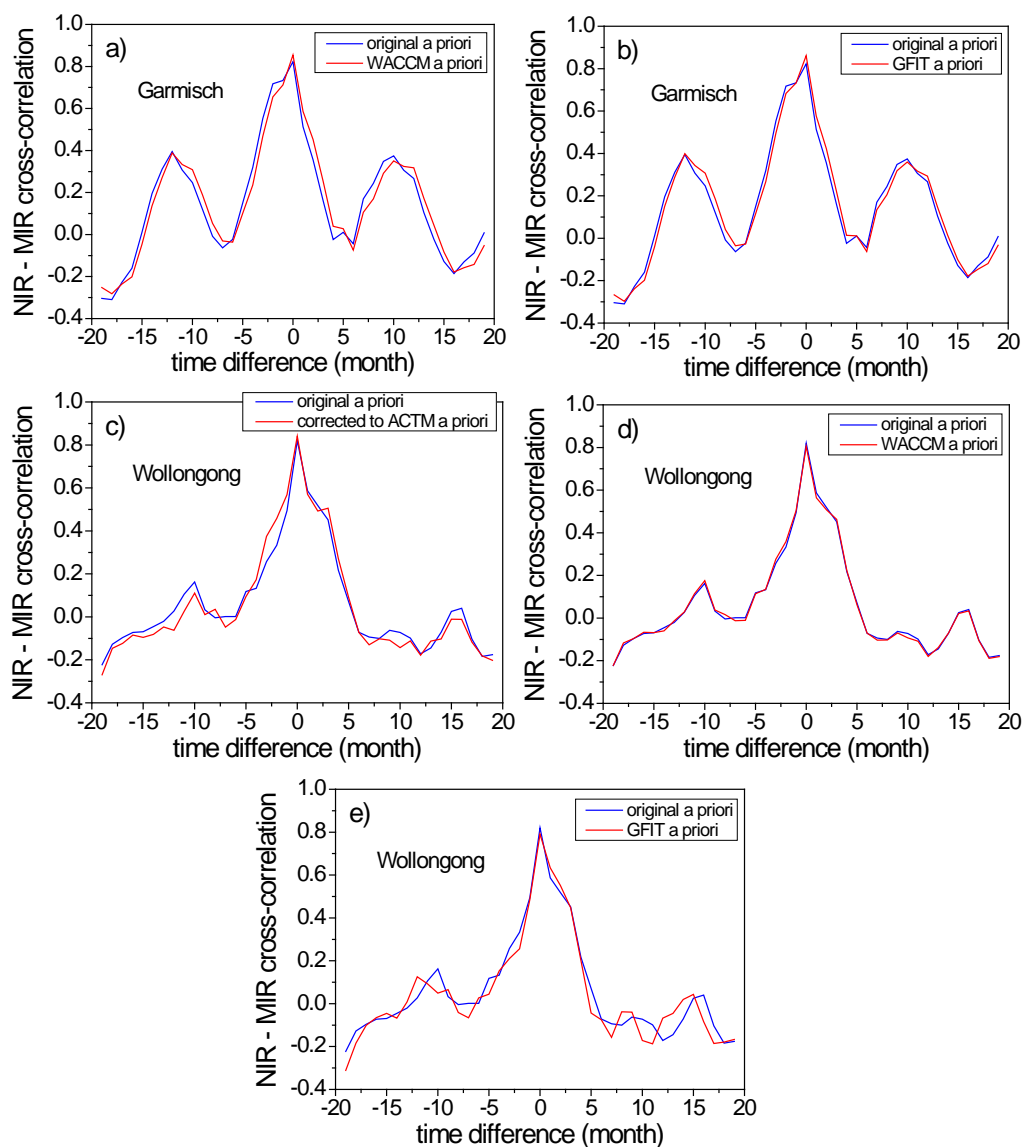 a)
original a priori
WACCM a priori
Garmisch
NIR - MIR cross-correlation
1.0
0.8
0.6
0.4
0.2
0.0
-0.2
-0.4
-20 -15 -10 -5 0 5 10 15 20
time difference (month)
b)
original a priori
GFIT a priori
Garmisch
NIR - MIR cross-correlation
1.0
0.8
0.6
0.4
0.2
0.0
-0.2
-0.4
-20 -15 -10 -5 0 5 10 15 20
time difference (month)
c)
original a priori
corrected to ACTM a priori
Wollongong
NIR - MIR cross-correlation
1.0
0.8
0.6
0.4
0.2
0.0
-0.2
-0.4
-20 -15 -10 -5 0 5 10 15 20
time difference (month)
d)
original a priori
WACCM a priori
Wollongong
NIR - MIR cross-correlation
1.0
0.8
0.6
0.4
0.2
0.0
-0.2
-0.4
-20 -15 -10 -5 0 5 10 15 20
time difference (month)
e)
original a priori
GFIT a priori
Wollongong
NIR - MIR cross-correlation
1.0
0.8
0.6
0.4
0.2
0.0
-0.2
-0.4
-20 -15 -10 -5 0 5 10 15 20
time difference (month)